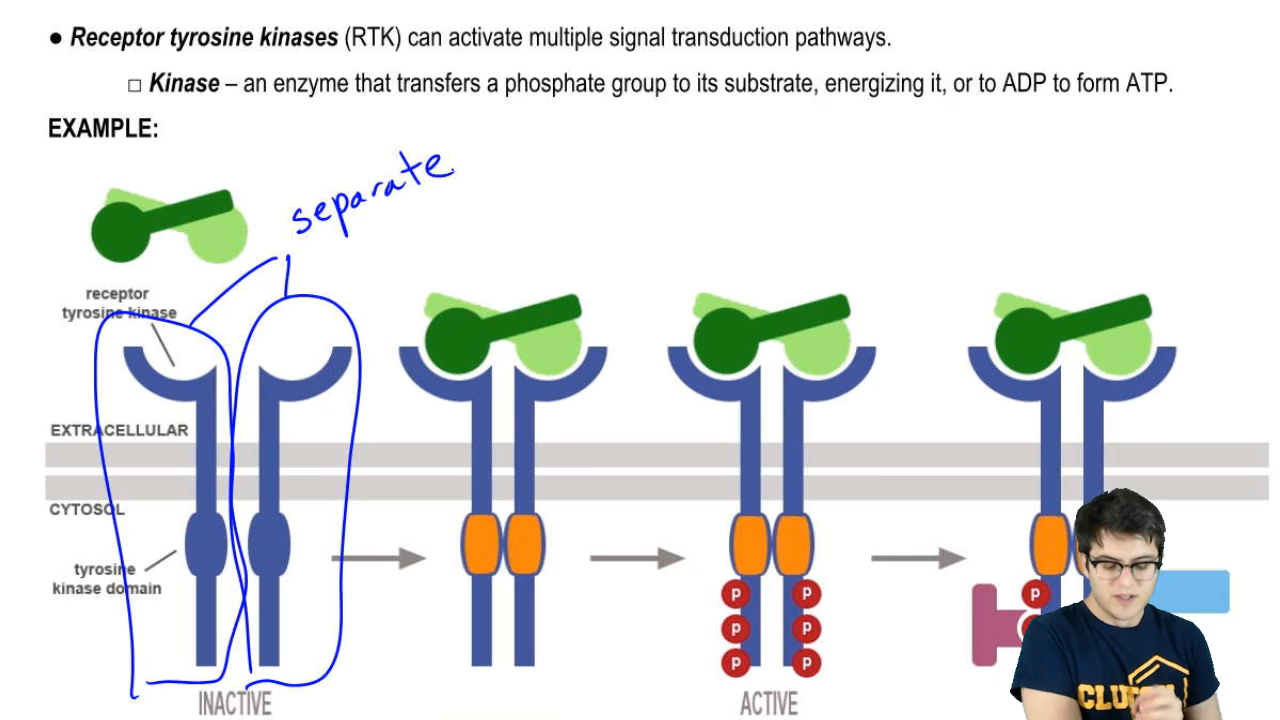 ● Receptor tyrosine kinases (RTK) can activate multiple signal transduction pathways.
□ Kinase – an enzyme that transfers a phosphate group to its substrate, energizing it, or to ADP to form ATP.
EXAMPLE:
separate
receptor
tyrosine kinase
EXTRACELLULAR
CYTOSOL
tyrosine
kinase domain
P P P
P P
P P
INACTIVE
ACTIVE